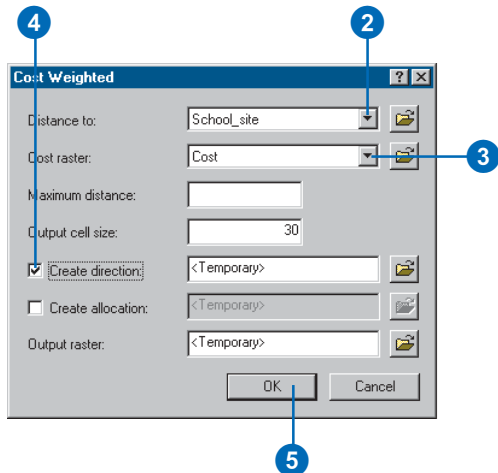 4
2
Cost Weighted
Distance to: School_site
Cost raster: Cost
3
Maximum distance:
Output cell size: 30
Create direction: <Temporary>
Create allocation: <Temporary>
Output raster: <Temporary>
OK Cancel
5